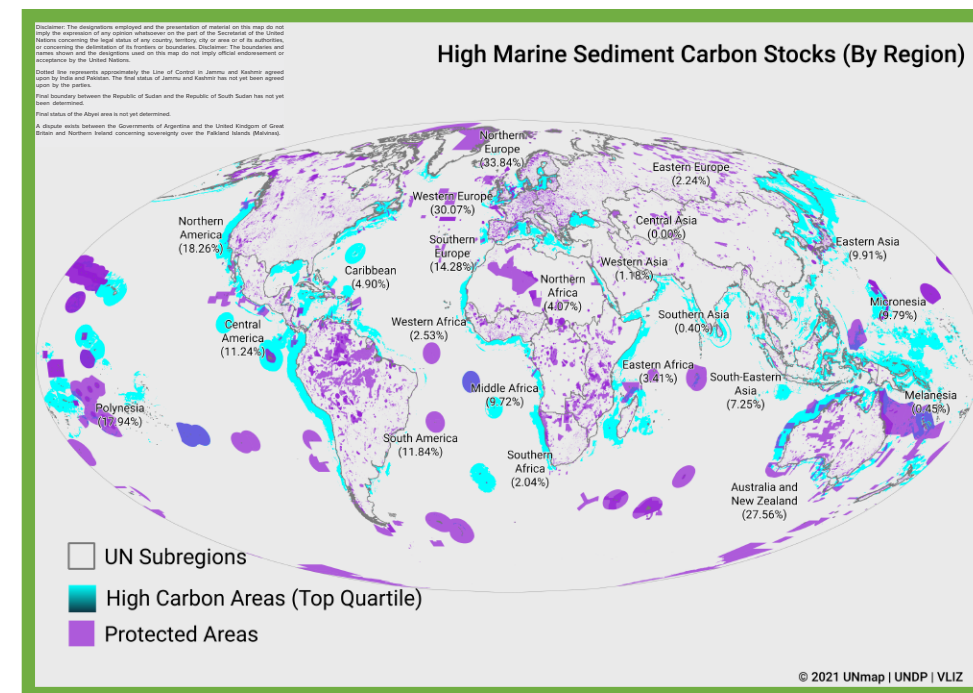 Disclaimer: The designations employed and the presentation of material on this map do not
imply the expression of any opinion whatsoever on the part of the Secretariat of the United
Nations concerning the legal status of any country, territory, city or area or of its authorities,
or concerning the delimitation of its frontiers or boundaries. Disclaimer: The boundaries and
names shown and the designtions used on this map do not imply official endorsement or
acceptance by the United Nations.
Dotted line represents approximately the Line of Control in Jammu and Kashmir agreed
upon by India and Pakistan. The final status of Jammu and Kashmir has not yet been agreed
upon by the parties.
Final boundary between the Republic of Sudan and the Republic of South Sudan has not yet
been determined.
Final status of the Abyei area is not yet determined.
A dispute exists between the Governments of Argentine and the United Kindgom of Great
Britain and Northern Ireland concerning sovereignty over the Falkland Islands (Malvinas).
High Marine Sediment Carbon Stocks (By Region)
Northern
Europe
(33.84%)
Eastern Europe
(2.24%)
Western Europe
(30.07%)
Northern
America
(18.26%)
Central Asia
(0.00%)
Southern
Europe
(14.28%)
Eastern Asia
(9.91%)
Western Asia
(1.18%)
Caribbean
(4.90%)
Northern
Africa
(4.07%)
Micronesia
(9.79%)
Southern Asia
(0.40%)
Western Africa
(2.53%)
Central
America
(11.24%)
Eastern Africa
(3.41%)
South-Eastern
Asia
(7.25%)
Middle Africa
(9.72%)
Melanesia
(0.45%)
Polynesia
(17.94%)
South America
(11.84%)
Southern
Africa
(2.04%)
Australia and
New Zealand
(27.56%)
UN Subregions
High Carbon Areas (Top Quartile)
Protected Areas
© 2021 UNmap | UNDP | VLIZ